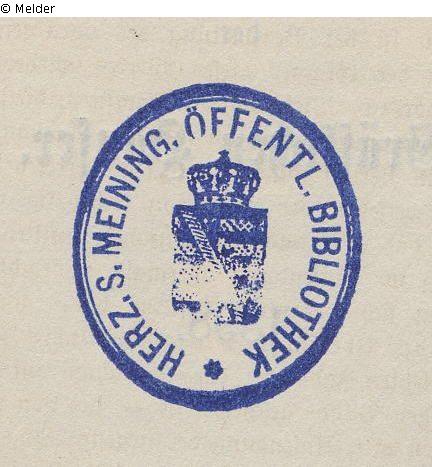 © Melder
HERZ. S. MEINING. ÖFFENTL. BIBLIOTHEK *